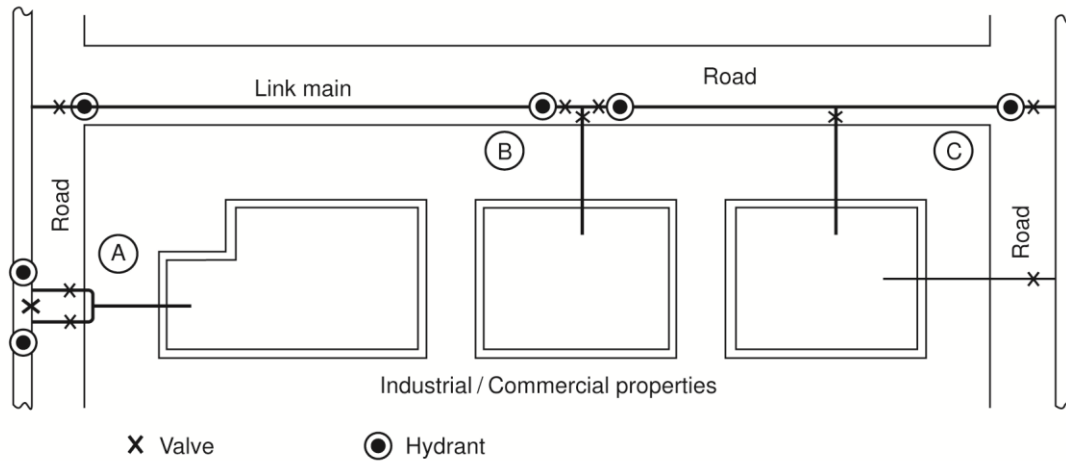 Road
Link main
B
C
Road
A
Road
Industrial / Commercial properties
Valve
Hydrant